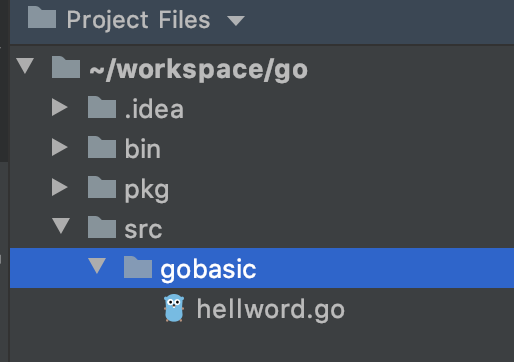 Project Files
~/workspace/go
.idea
bin
pkg
src
gobasic
hellword.go